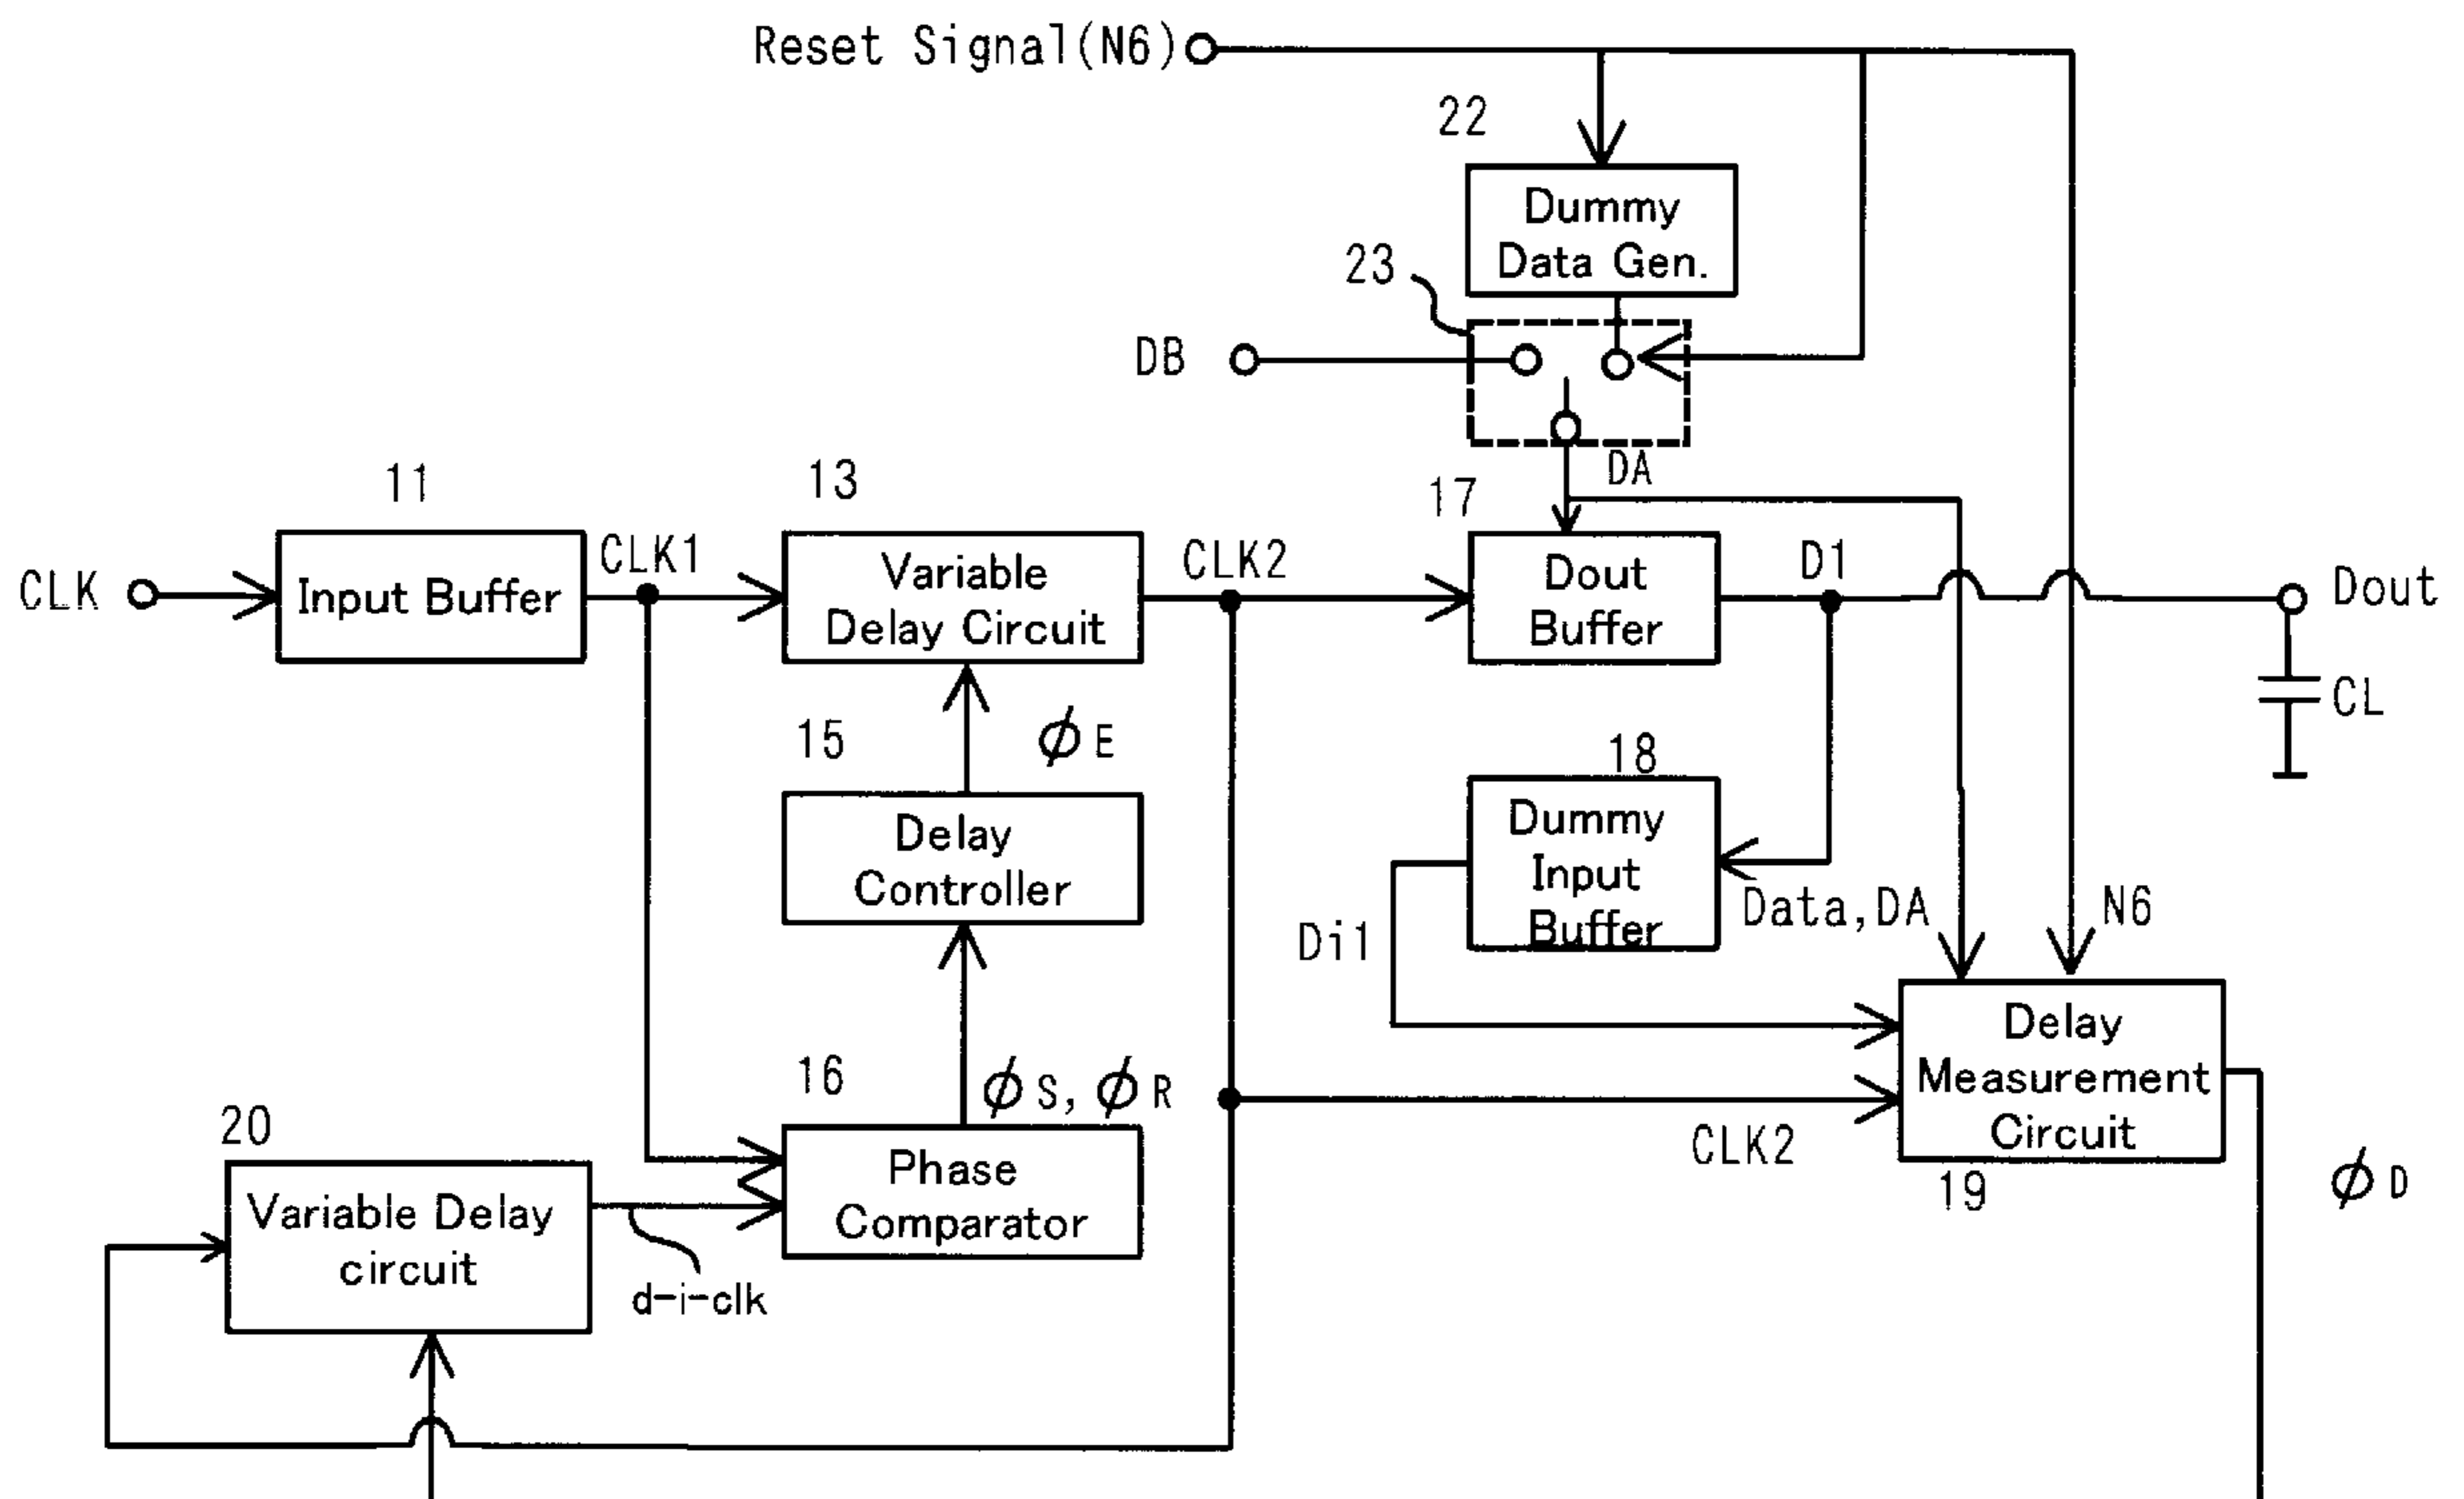 Reset Signal(N6)
22
Dummy
Data Gen.
23
DB
DA
11
13
17
CLK
Input Buffer
CLK1
Variable
Delay Circuit
CLK2
Dout
Buffer
D1
Dout
CL
15
ϕE
18
Delay
Controller
Dummy
Input
Buffer
Data,DA
N6
Di1
16
ϕS, ϕR
Delay
Measurement
Circuit
20
Variable Delay
circuit
Phase
Comparator
CLK2
19
ϕD
d-i-clk